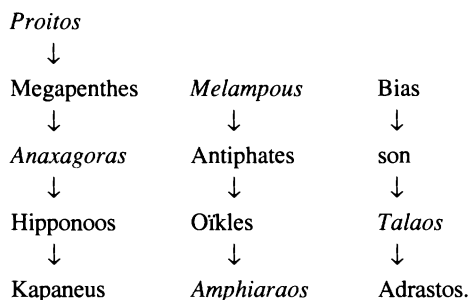 Proitos
↓
Megapenthes Melampous Bias
↓ ↓ ↓
Anaxagoras Antiphates son
↓ ↓ ↓
Hipponoos Oïkles Talaos
↓ ↓ ↓
Kapaneus Amphiaraos Adrastos.